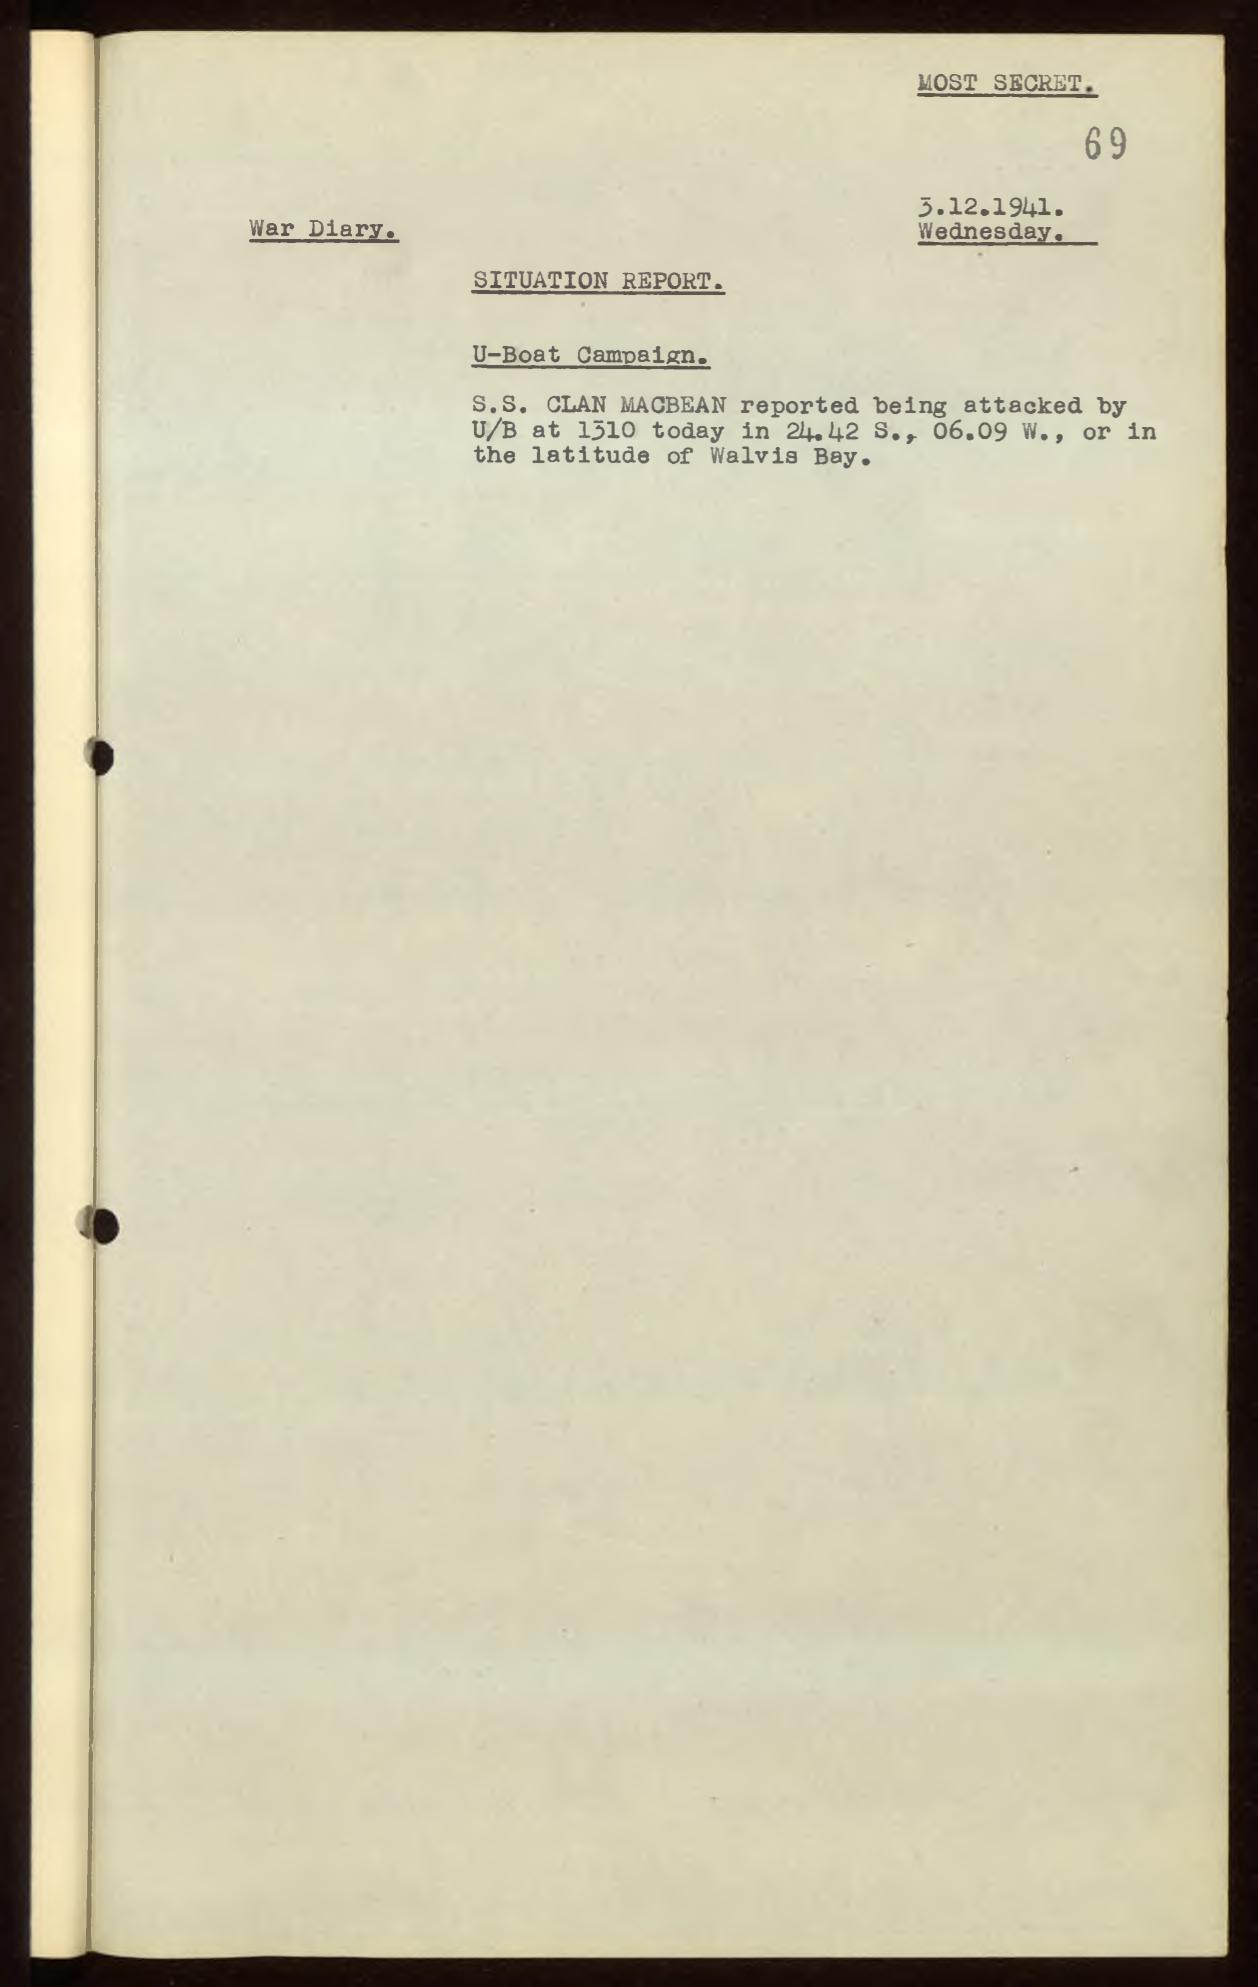 MOST SECRET.
69
3.12.1941.
War Diary.
Wednesday.
SITUATION REPORT.
U-Boat Campaign.
S.S. CLAN MACBEAN reported being attacked by
U/B at 1310 today in 24.42 S., 06.09 W., or in
the latitude of Walvis Bay.